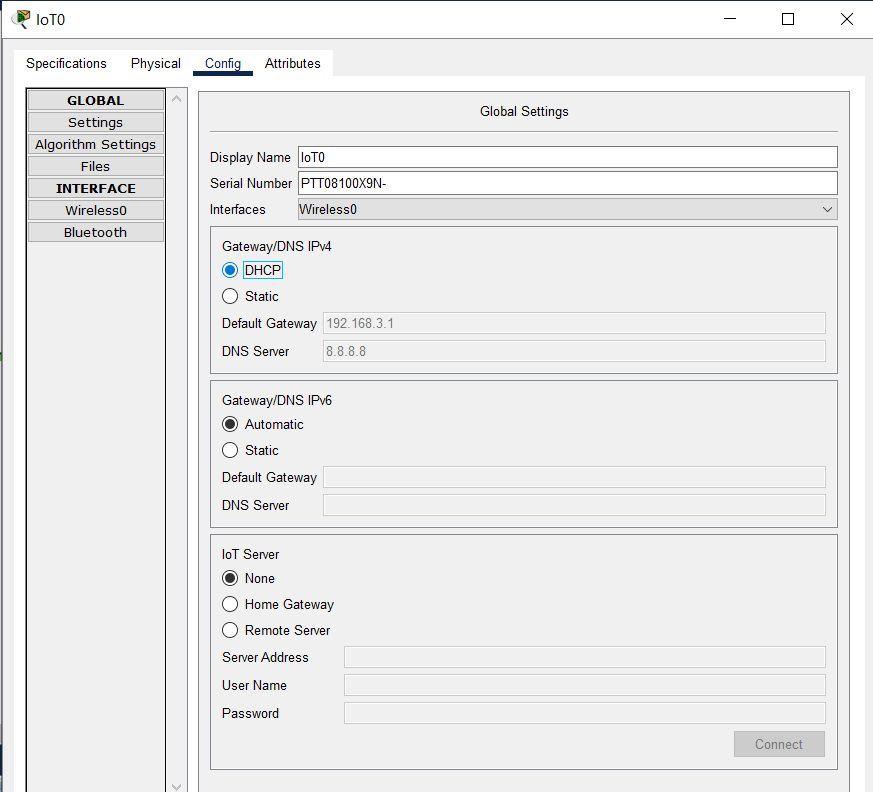 IoT0
Specifications Physical Config Attributes
GLOBAL
Settings
Algorithm Settings
Files
INTERFACE
Wireless0
Bluetooth
Global Settings
Display Name IoT0
Serial Number PTT08100X9N-
Interfaces Wireless0
Gateway/DNS IPv4
DHCP
Static
Default Gateway 192.168.3.1
DNS Server 8.8.8.8
Gateway/DNS IPv6
Automatic
Static
Default Gateway
DNS Server
IoT Server
None
Home Gateway
Remote Server
Server Address
User Name
Password
Connect